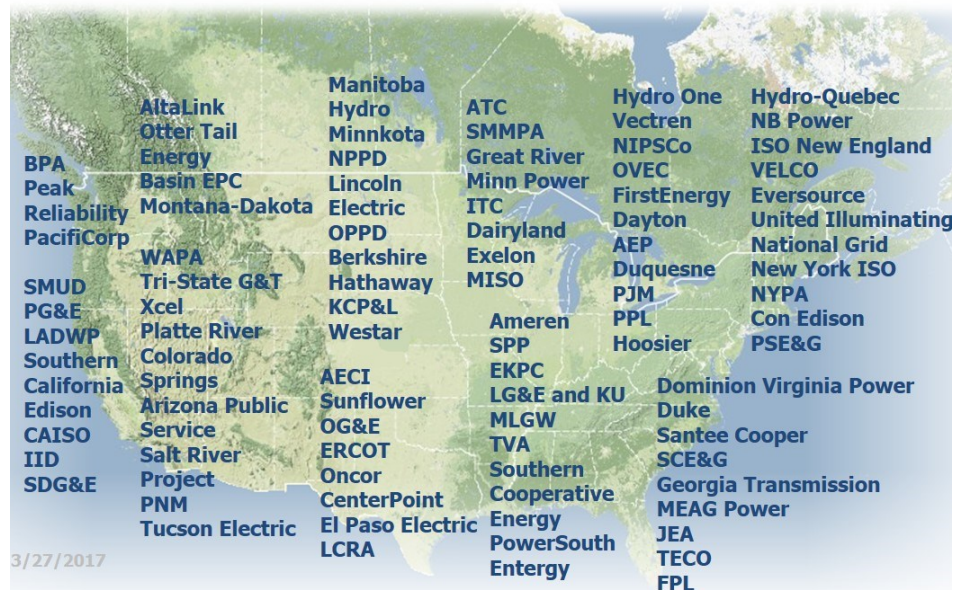 BPA
Peak
Reliability
PacifiCorp
SMUD
PG&E
LADWP
Southern
California
Edison
CAISO
IID
SDG&E
AltaLink
Otter Tail
Energy
Basin EPC
Montana-Dakota
WAPA
Tri-State G&T
Xcel
Platte River
Colorado
Springs
Arizona Public
Service
Salt River
Project
PNM
Tucson Electric
Manitoba
Hydro
Minnkota
NPPD
Lincoln
Electric
OPPD
Berkshire
Hathaway
KCP&L
Westar
AECI
Sunflower
OG&E
ERCOT
Oncor
CenterPoint
El Paso Electric
LCRA
ATC
SMMPA
Great River
Minn Power
ITC
Dairyland
Exelon
MISO
Ameren
SPP
EKPC
LG&E and KU
MLGW
TVA
Southern
Cooperative
Energy
PowerSouth
Entergy
Hydro One
Vectren
NIPSCo
OVEC
FirstEnergy
Dayton
AEP
Duquesne
PJM
PPL
Hoosier
Hydro-Quebec
NB Power
ISO New England
VELCO
Eversource
United Illuminating
National Grid
New York ISO
NYPA
Con Edison
PSE&G
Dominion Virginia Power
Duke
Santee Cooper
SCE&G
Georgia Transmission
MEAG Power
JEA
TECO
FPL
3/27/2017